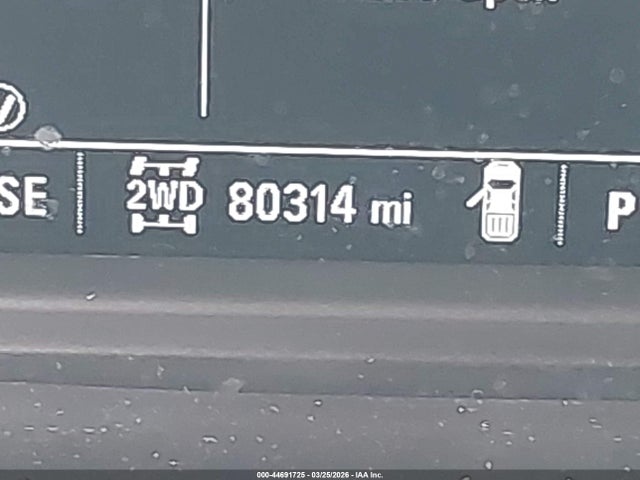 SE 2WD 80314 mi P
000-44691725 - 03/25/2026 - IAA Inc.